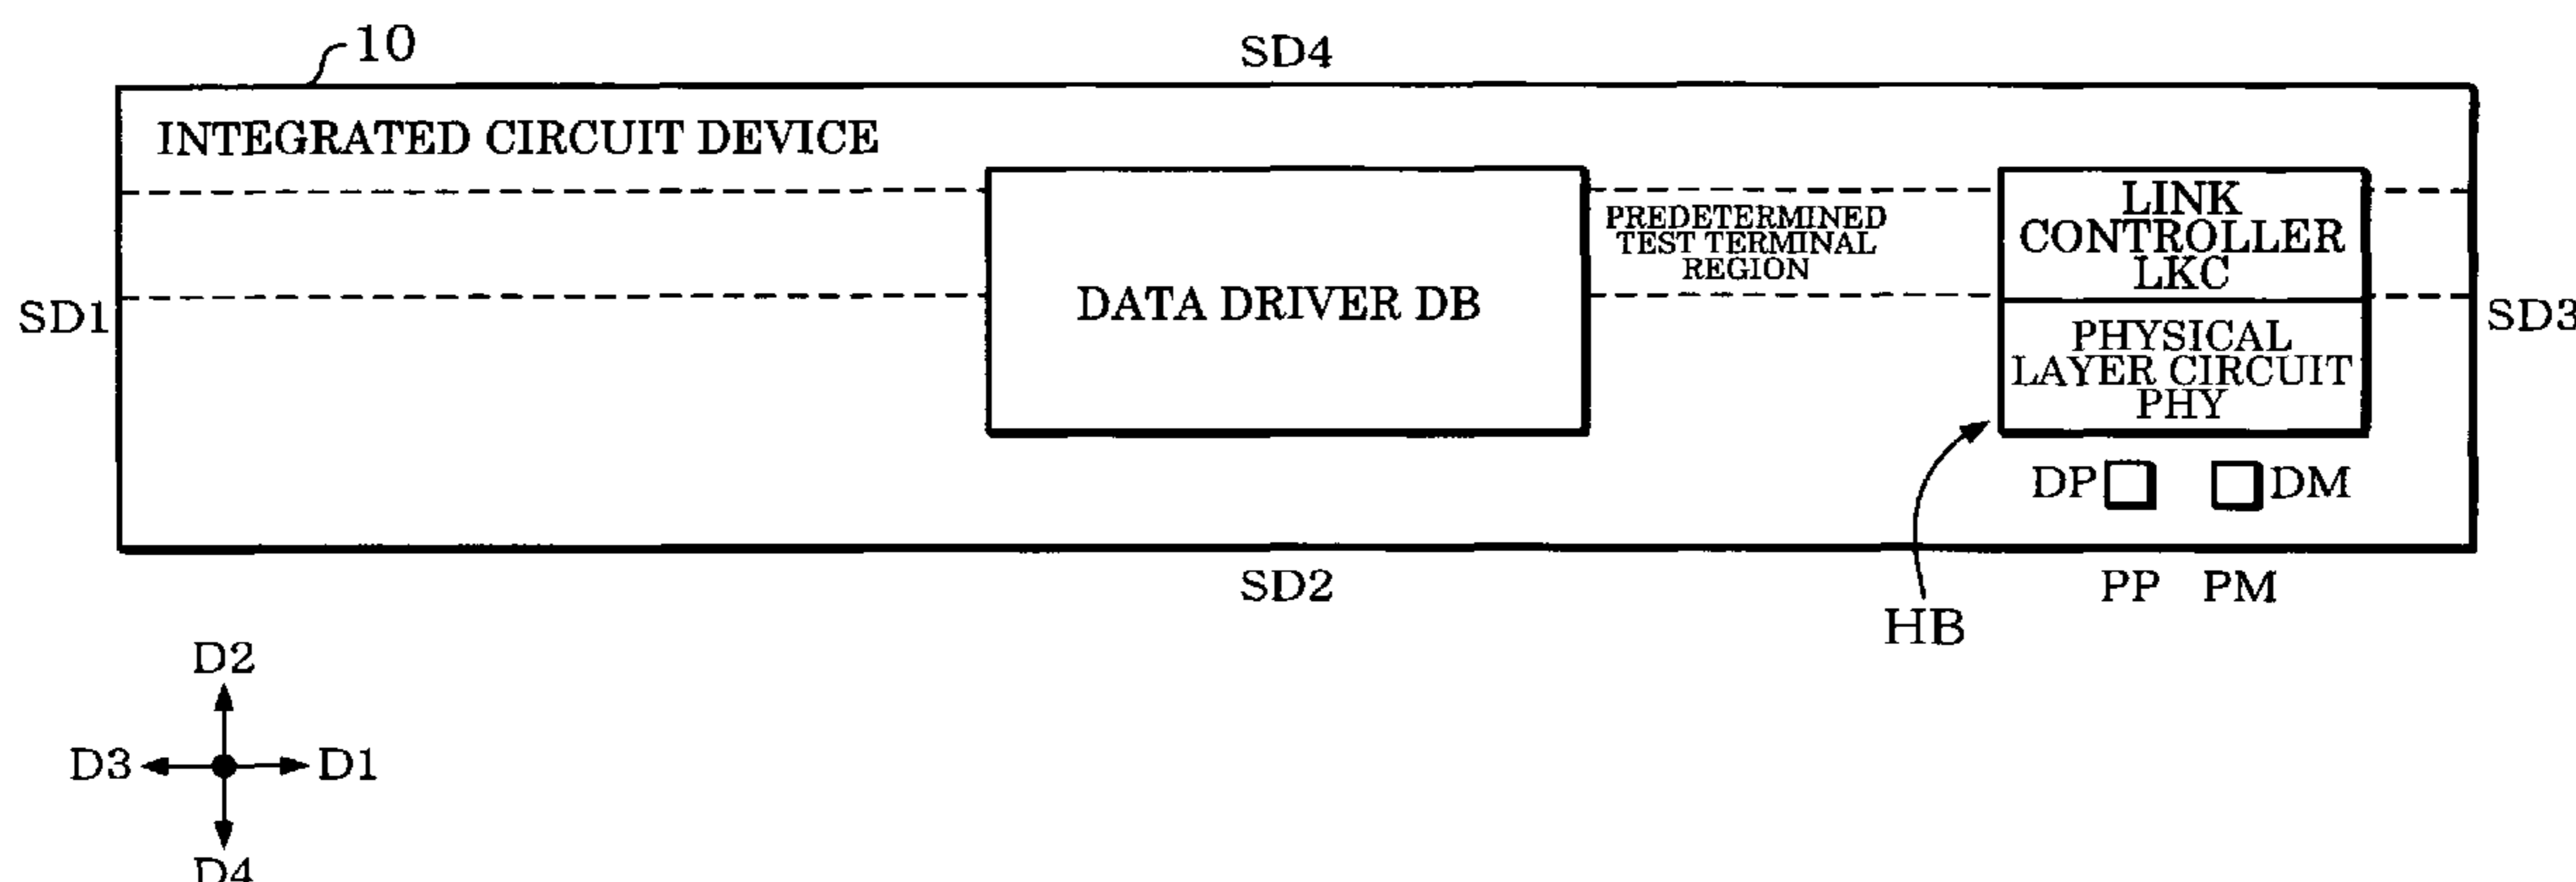 10
SD4
INTEGRATED CIRCUIT DEVICE
PREDETERMINED
TEST TERMINAL
REGION
LINK
CONTROLLER
LKC
DATA DRIVER DB
SD1
SD3
PHYSICAL
LAYER CIRCUIT
PHY
DP
DM
SD2
PP PM
HB
D2
D3
D1
D4